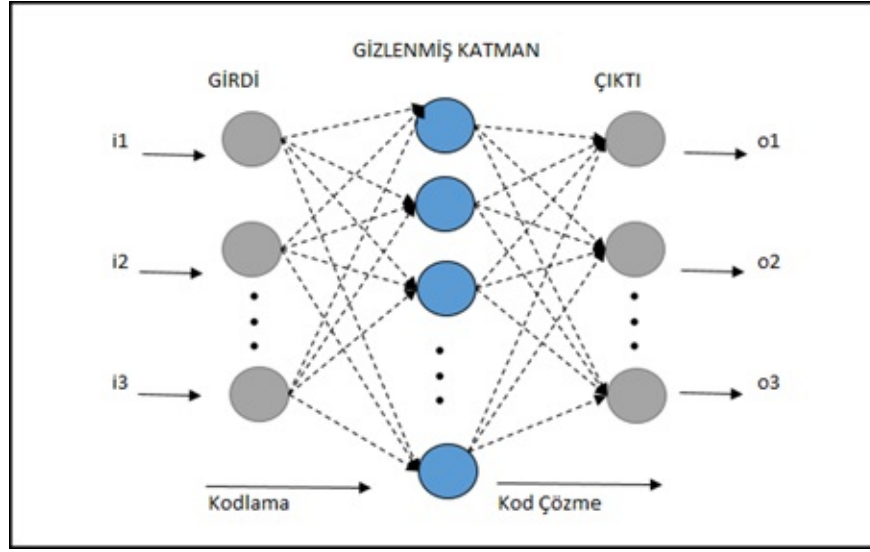 GİZLENMİŞ KATMAN
GİRDİ
ÇIKTI
i1
o1
i2
o2
i3
o3
Kodlama
Kod Çözme